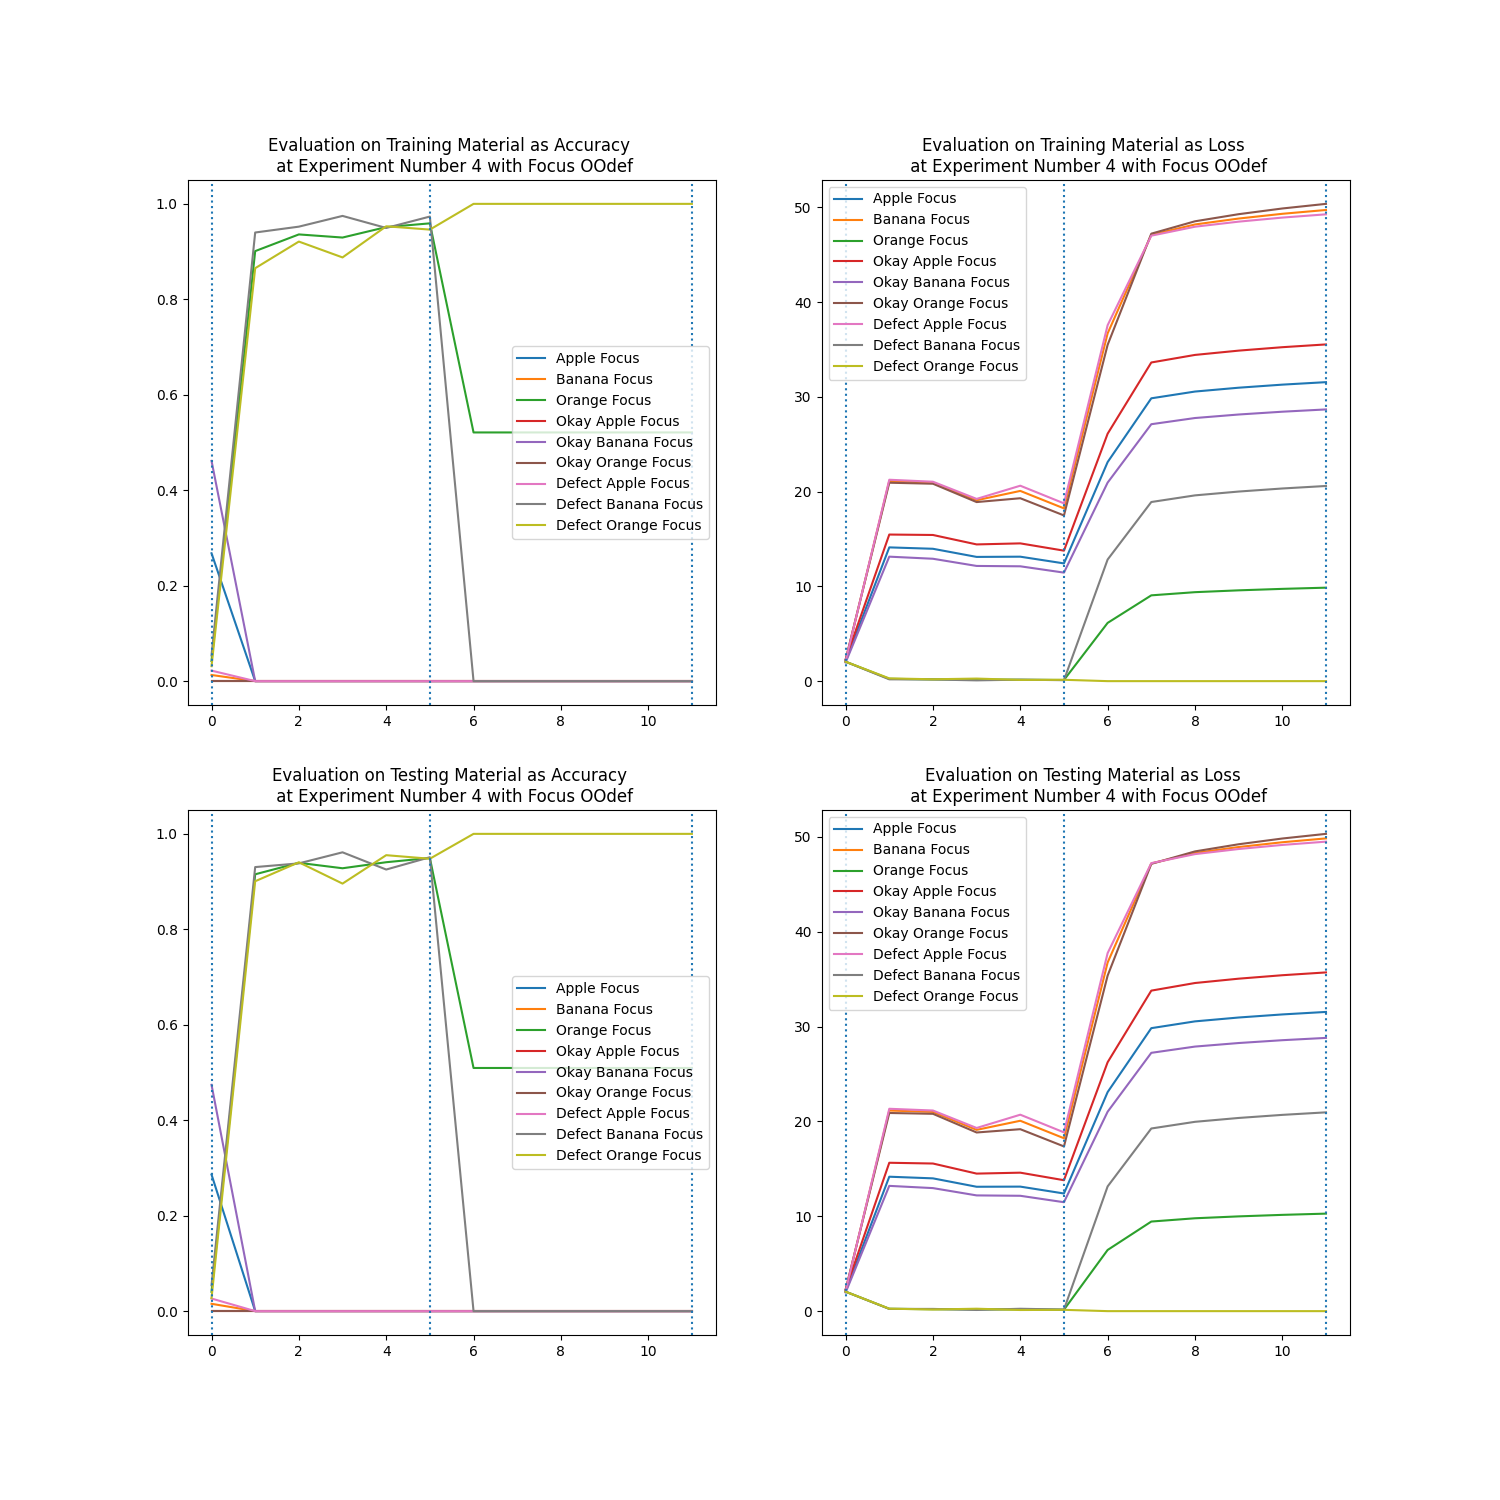 Evaluation on Training Material as Accuracy
at Experiment Number 4 with Focus OOdef
1.0
0.8
0.6
0.4
0.2
0.0
0 2 4 6 8 10
Apple Focus
Banana Focus
Orange Focus
Okay Apple Focus
Okay Banana Focus
Okay Orange Focus
Defect Apple Focus
Defect Banana Focus
Defect Orange Focus
Evaluation on Training Material as Loss
at Experiment Number 4 with Focus OOdef
50
40
30
20
10
0
0 2 4 6 8 10
Apple Focus
Banana Focus
Orange Focus
Okay Apple Focus
Okay Banana Focus
Okay Orange Focus
Defect Apple Focus
Defect Banana Focus
Defect Orange Focus
Evaluation on Testing Material as Accuracy
at Experiment Number 4 with Focus OOdef
1.0
0.8
0.6
0.4
0.2
0.0
0 2 4 6 8 10
Apple Focus
Banana Focus
Orange Focus
Okay Apple Focus
Okay Banana Focus
Okay Orange Focus
Defect Apple Focus
Defect Banana Focus
Defect Orange Focus
Evaluation on Testing Material as Loss
at Experiment Number 4 with Focus OOdef
50
40
30
20
10
0
0 2 4 6 8 10
Apple Focus
Banana Focus
Orange Focus
Okay Apple Focus
Okay Banana Focus
Okay Orange Focus
Defect Apple Focus
Defect Banana Focus
Defect Orange Focus